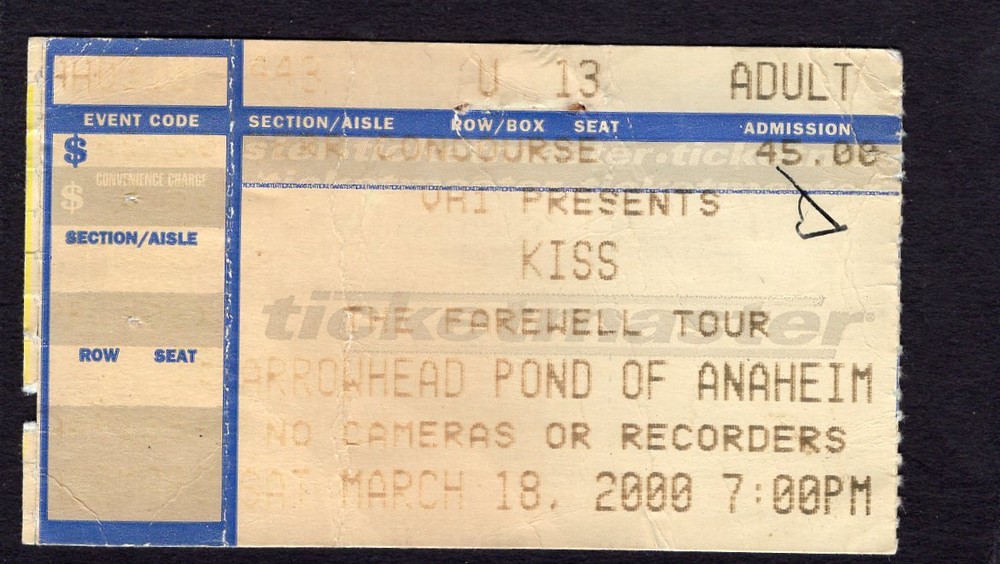 443 U 13 ADULT
EVENT CODE SECTION/AISLE ROW/BOX SEAT ADMISSION
$ CONCOURSE 45.00
$ CONVENIENCE CHARGE
VH1 PRESENTS
SECTION/AISLE
KISS
ticketmaster
THE FAREWELL TOUR
ROW SEAT
ARROWHEAD POND OF ANAHEIM
NO CAMERAS OR RECORDERS
SAT MARCH 18, 2000 7:00PM